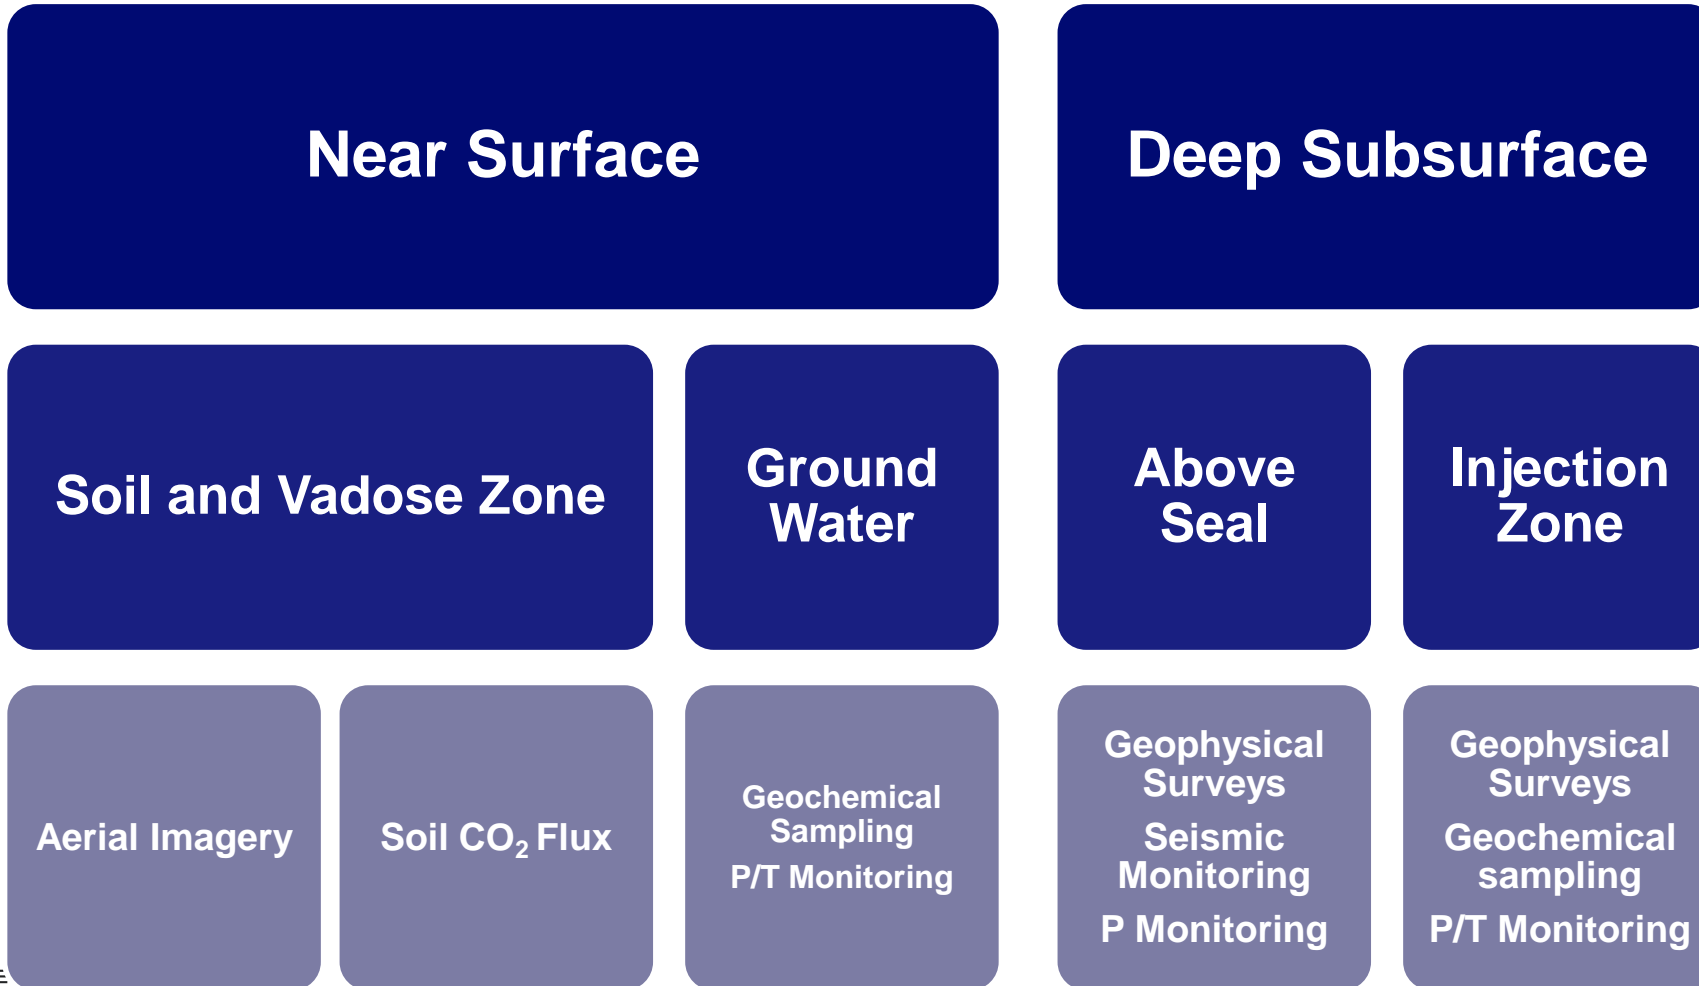 Near Surface
Deep Subsurface
Soil and Vadose Zone
Ground
Water
Above
Seal
Injection
Zone
Aerial Imagery
Soil CO₂ Flux
Geochemical
Sampling
P/T Monitoring
Geophysical
Surveys
Seismic
Monitoring
P Monitoring
Geophysical
Surveys
Geochemical
sampling
P/T Monitoring